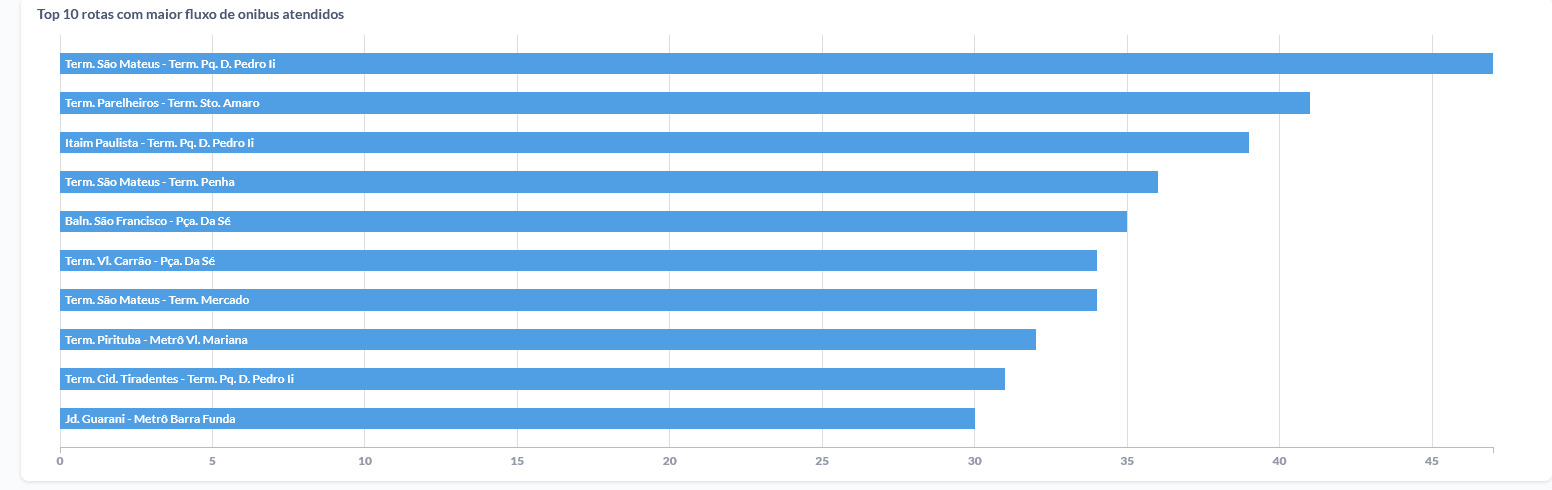 Top 10 rotas com maior fluxo de onibus atendidos
Term. São Mateus - Term. Pq. D. Pedro Ii
Term. Parelheiros - Term. Sto. Amaro
Itaim Paulista - Term. Pq. D. Pedro Ii
Term. São Mateus - Term. Penha
Baln. São Francisco - Pça. Da Sé
Term. Vl. Carrão - Pça. Da Sé
Term. São Mateus - Term. Mercado
Term. Pirituba - Metrô Vl. Mariana
Term. Cid. Tiradentes - Term. Pq. D. Pedro Ii
Jd. Guarani - Metrô Barra Funda
0 5 10 15 20 25 30 35 40 45